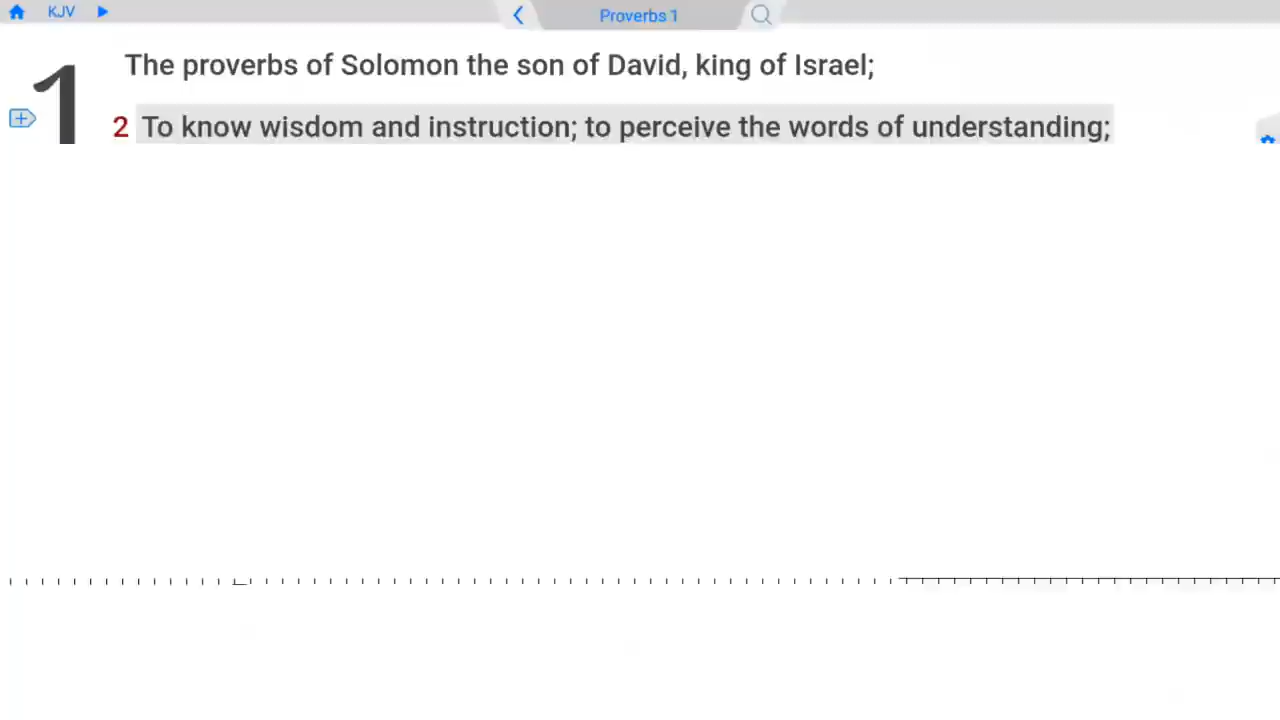 KJV
Proverbs 1
1 The proverbs of Solomon the son of David, king of Israel;
2 To know wisdom and instruction; to perceive the words of understanding;